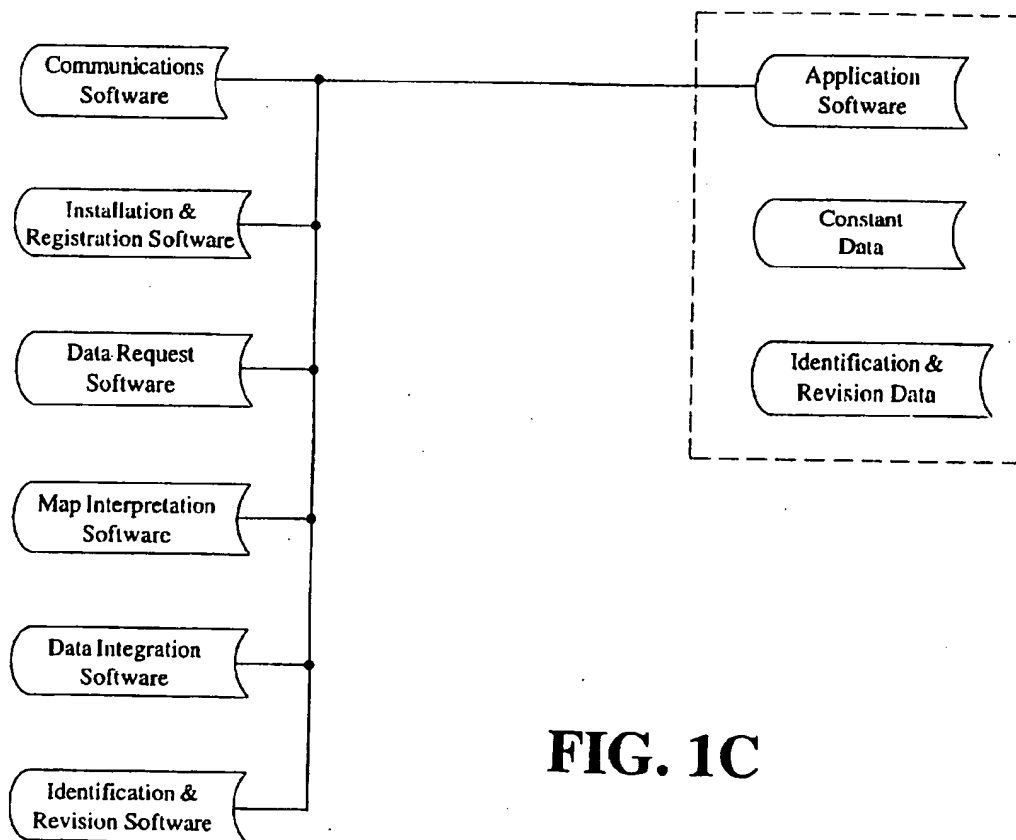 Communications
Software
Installation &
Registration Software
Data Request
Software
Map Interpretation
Software
Data Integration
Software
Identification &
Revision Software
Application
Software
Constant
Data
Identification &
Revision Data
FIG. 1C